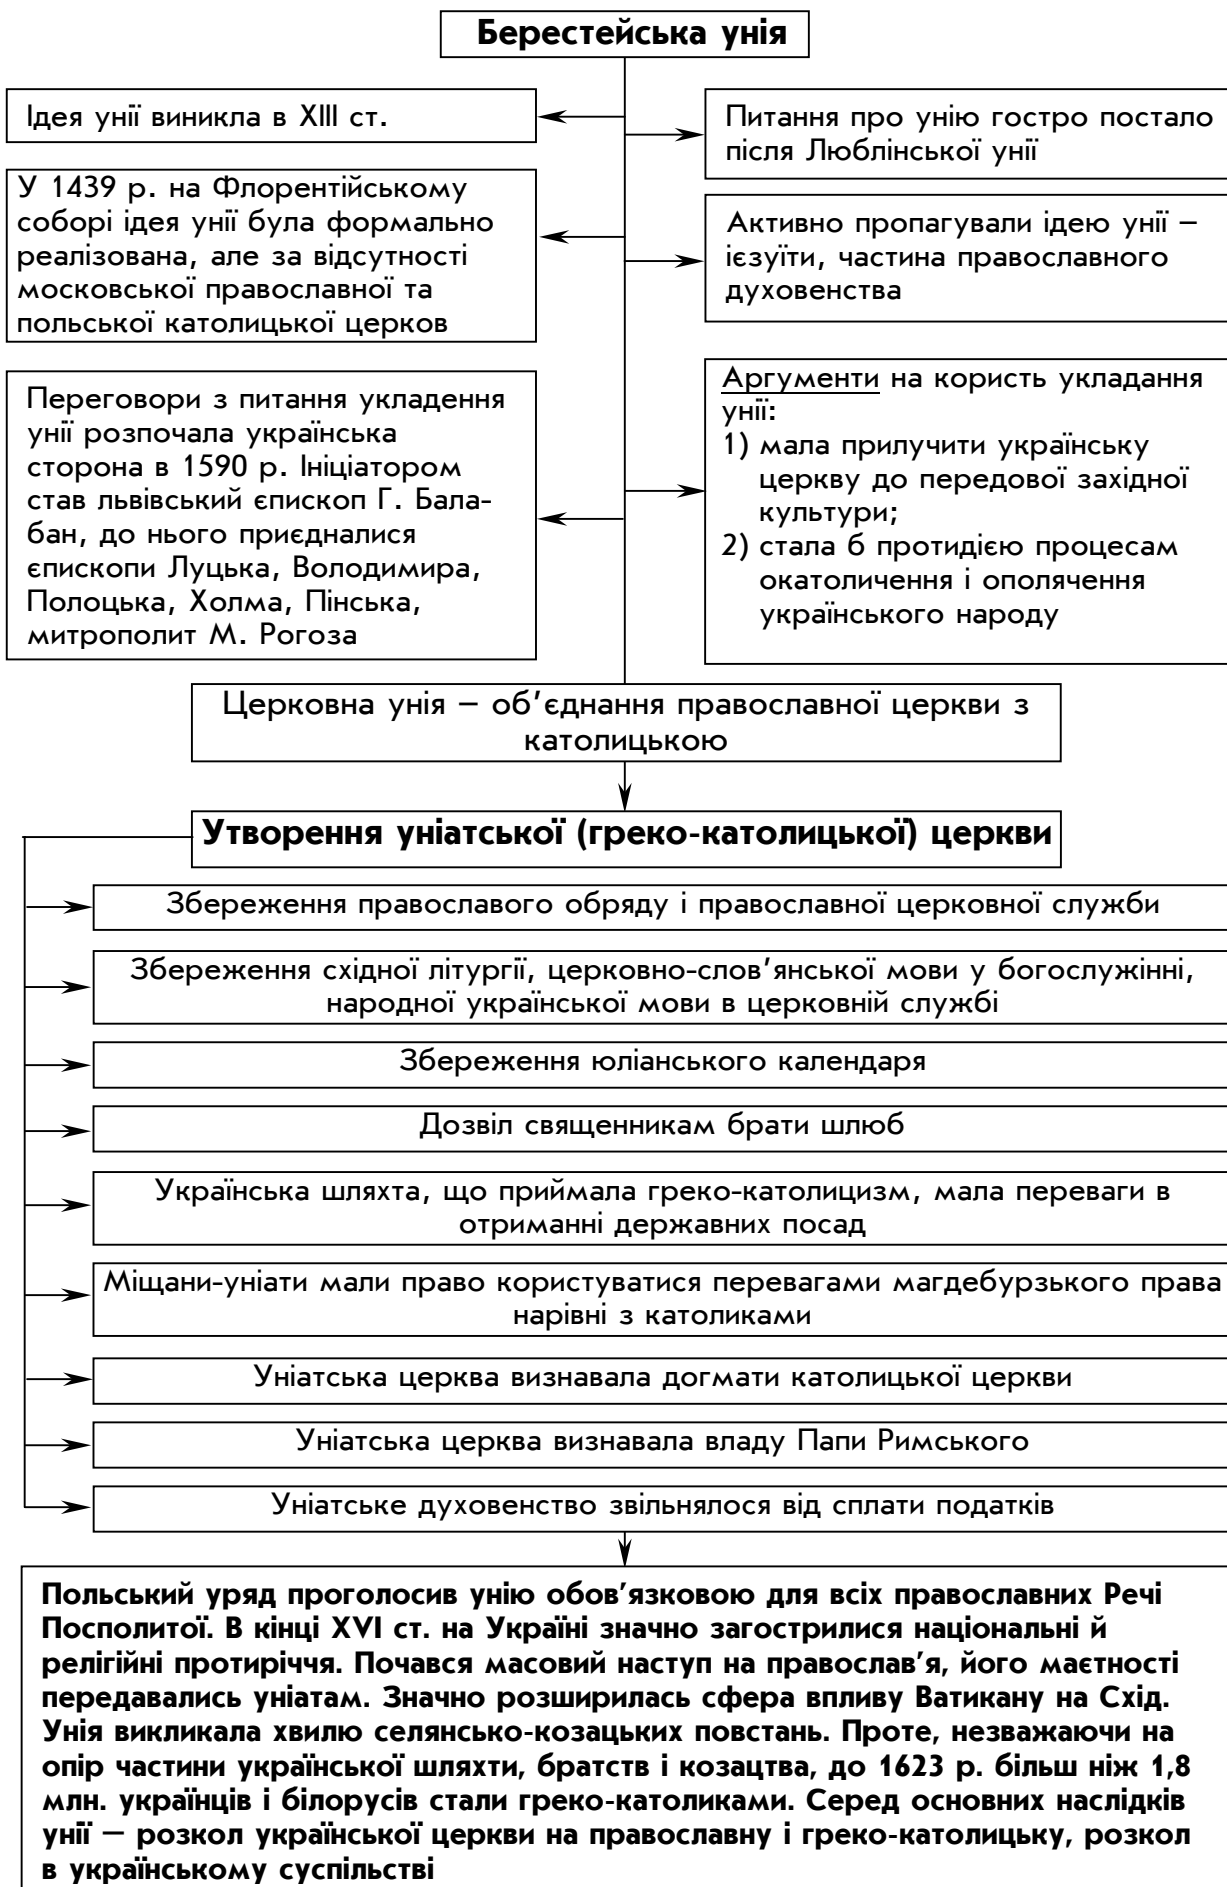 Берестейська унія
Ідея унії виникла в XIII ст.
Питання про унію гостро постало
після Люблінської унії
У 1439 р. на Флорентійському
соборі ідея унії була формально
реалізована, але за відсутності
московської православної та
польської католицької церков
Активно пропагували ідею унії –
ієзуїти, частина православного
духовенства
Переговори з питання укладення
унії розпочала українська
сторона в 1590 р. Ініціатором
став львівський єпископ Г. Бала-
бан, до нього приєдналися
єпископи Луцька, Володимира,
Полоцька, Холма, Пінська,
митрополит М. Рогоза
Аргументи на користь укладання
унії:
1) мала прилучити українську
церкву до передової західної
культури;
2) стала б протидією процесам
окатоличення і ополячення
українського народу
Церковна унія – об’єднання православної церкви з
католицькою
Утворення уніатської (греко-католицької) церкви
Збереження православого обряду і православної церковної служби
Збереження східної літургії, церковно-слов’янської мови у богослужінні,
народної української мови в церковній службі
Збереження юліанського календаря
Дозвіл священникам брати шлюб
Українська шляхта, що приймала греко-католицизм, мала переваги в
отриманні державних посад
Міщани-уніати мали право користуватися перевагами магдебурзького права
нарівні з католиками
Уніатська церква визнавала догмати католицької церкви
Уніатська церква визнавала владу Папи Римського
Уніатське духовенство звільнялося від сплати податків
Польський уряд проголосив унію обов’язковою для всіх православних Речі
Посполитої. В кінці XVI ст. на Україні значно загострилися національні й
релігійні протиріччя. Почався масовий наступ на православ’я, його маєтності
передавались уніатам. Значно розширилась сфера впливу Ватикану на Схід.
Унія викликала хвилю селянсько-козацьких повстань. Проте, незважаючи на
опір частини української шляхти, братств і козацтва, до 1623 р. більш ніж 1,8
млн. українців і білорусів стали греко-католиками. Серед основних наслідків
унії – розкол української церкви на православну і греко-католицьку, розкол
в українському суспільстві